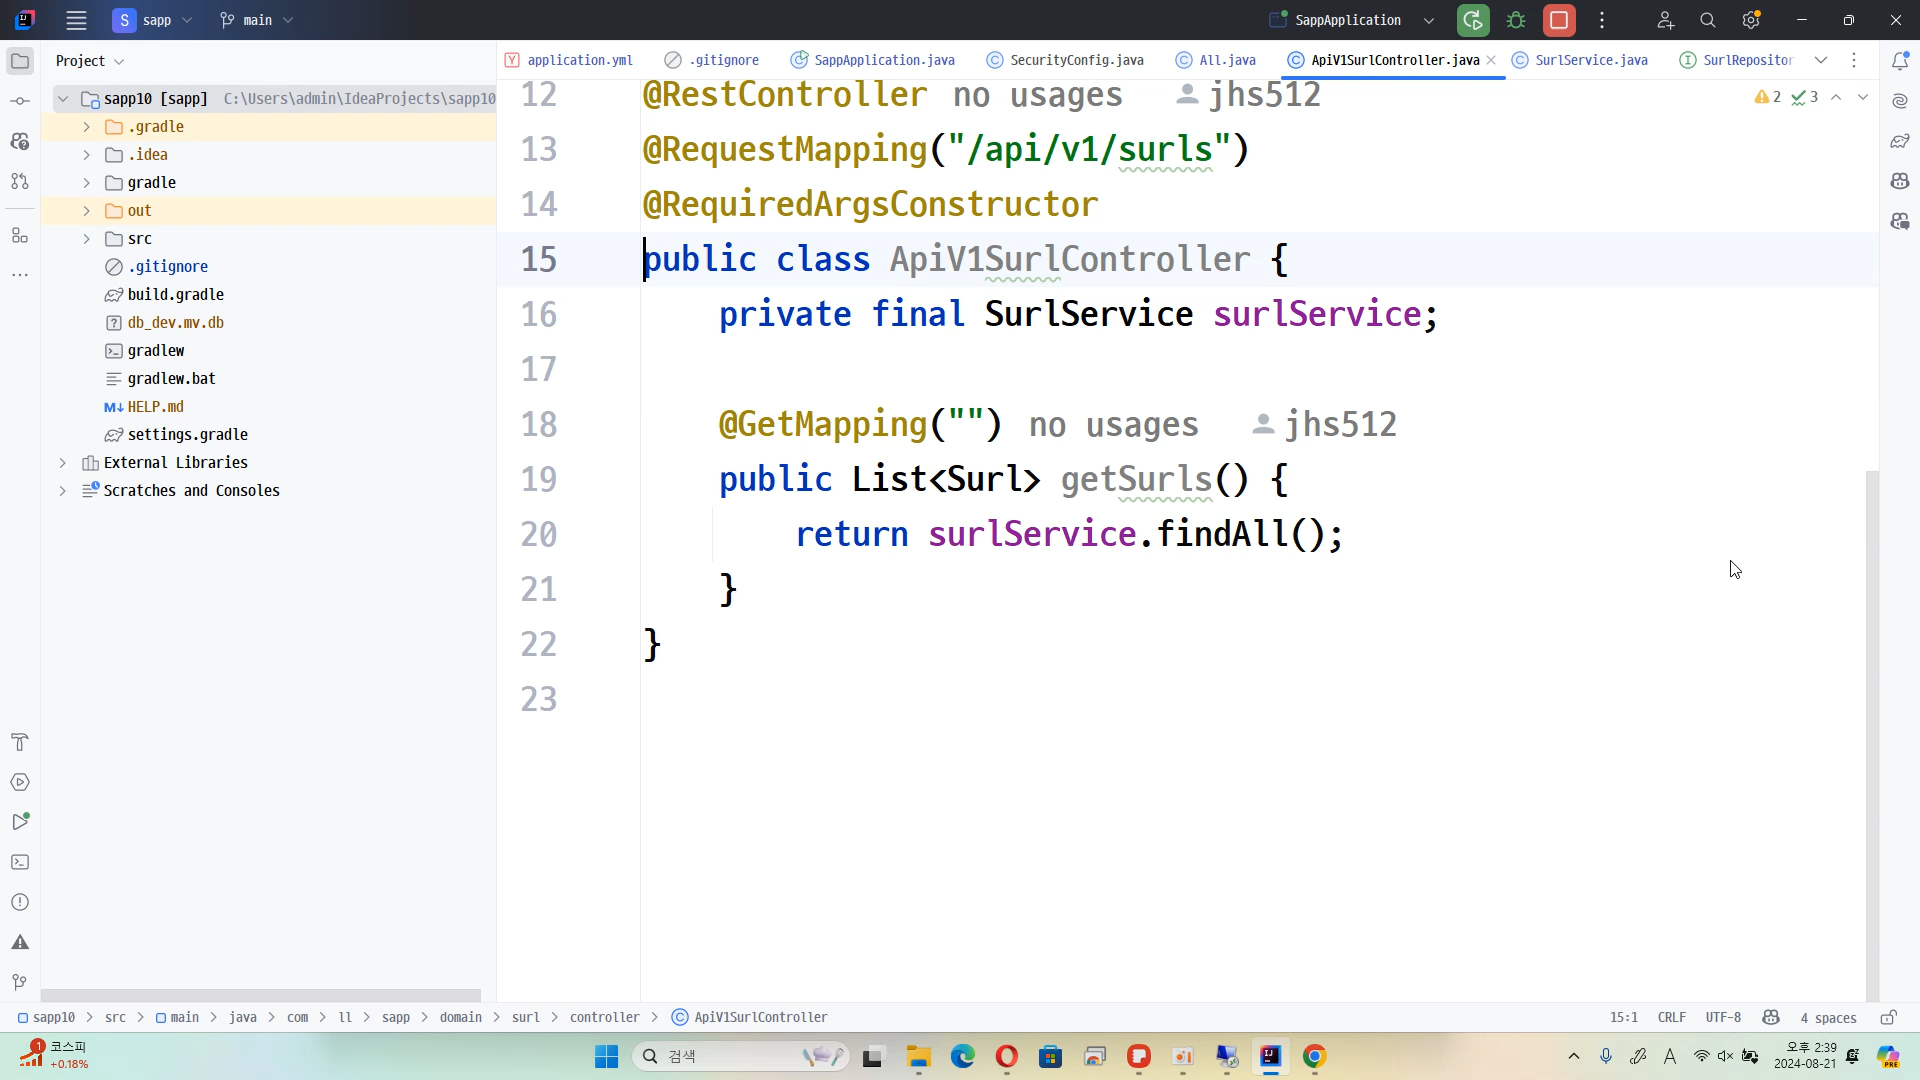 S sapp main SappApplication
Project
application.yml .gitignore SappApplication.java SecurityConfig.java All.java ApiV1SurlController.java SurlService.java SurlRepositor
sapp10 [sapp] C:\Users\admin\IdeaProjects\sapp10
.gradle
.idea
gradle
out
src
.gitignore
build.gradle
db_dev.mv.db
gradlew
gradlew.bat
M↓ HELP.md
settings.gradle
External Libraries
Scratches and Consoles
2 3
12 @RestController no usages jhs512
13 @RequestMapping("/api/v1/surls")
14 @RequiredArgsConstructor
15 public class ApiV1SurlController {
16 private final SurlService surlService;
17
18 @GetMapping("") no usages jhs512
19 public List<Surl> getSurls() {
20 return surlService.findAll();
21 }
22 }
23
sapp10 > src > main > java > com > ll > sapp > domain > surl > controller > ApiV1SurlController 15:1 CRLF UTF-8 4 spaces
1 코스피
+0.18%
검색
A 오후 2:39
2024-08-21
PRE